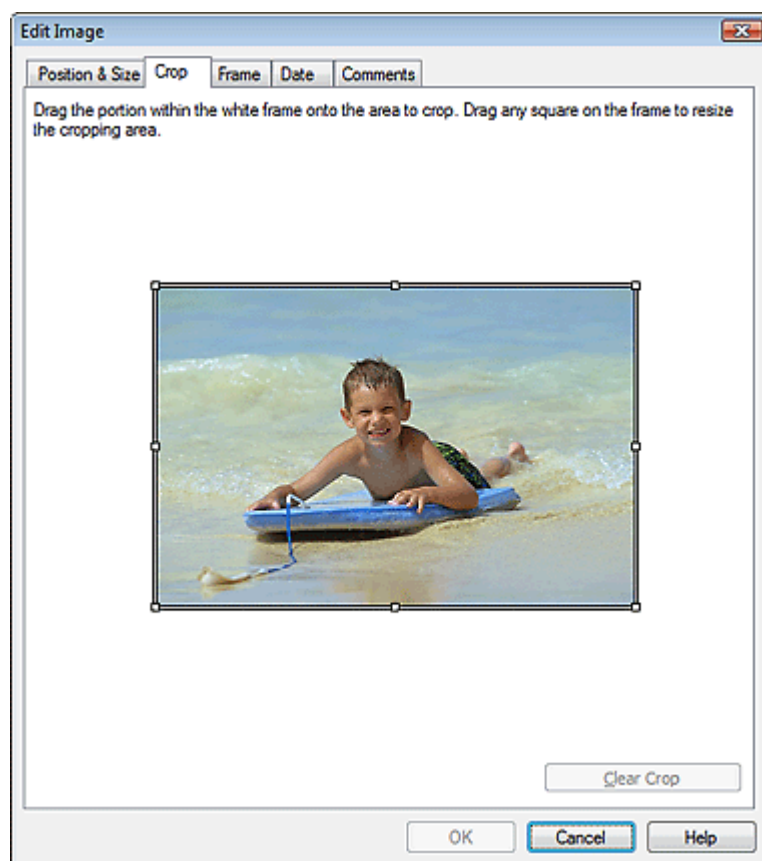 Edit Image
Position & Size Crop Frame Date Comments
Drag the portion within the white frame onto the area to crop. Drag any square on the frame to resize
the cropping area.
Clear Crop
OK Cancel Help